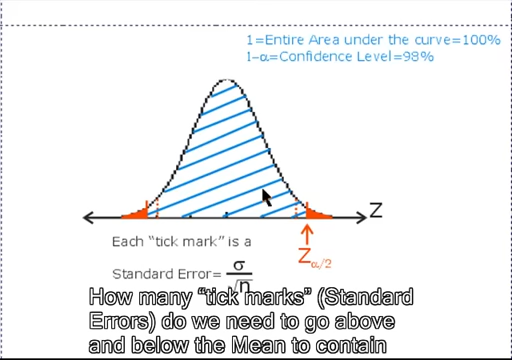 1=Entire Area under the curve=100%
1-α=Confidence Level=98%
Z
Each "tick mark" is a
Zα/2
Standard Error= σ/√n
How many "tick marks" (Standard
Errors) do we need to go above
and below the Mean to contain